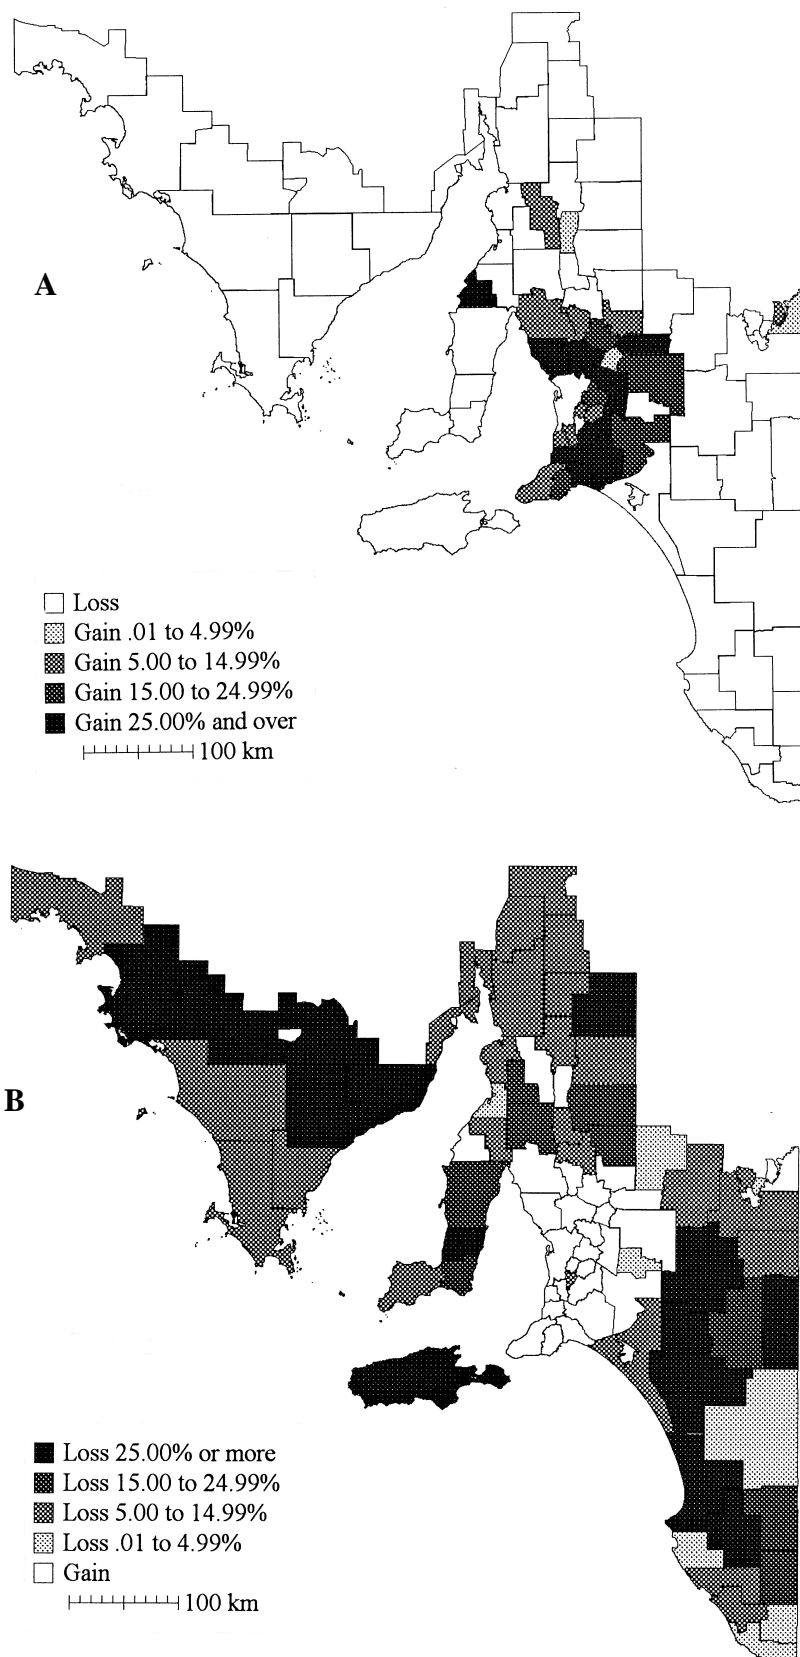 A
Loss
Gain .01 to 4.99%
Gain 5.00 to 14.99%
Gain 15.00 to 24.99%
Gain 25.00% and over
100 km
B
Loss 25.00% or more
Loss 15.00 to 24.99%
Loss 5.00 to 14.99%
Loss .01 to 4.99%
Gain
100 km